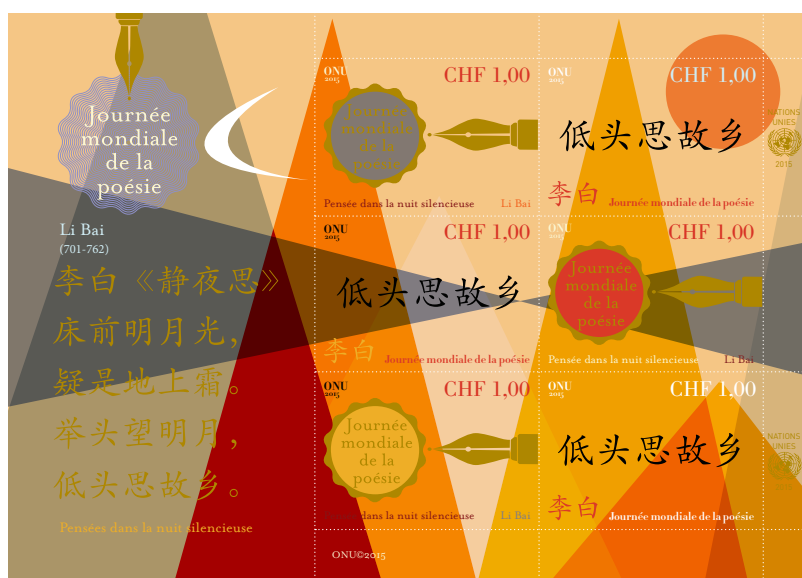 Journée
mondiale
de la
poésie
Li Bai
(701-762)
李白《静夜思》
床前明月光，
疑是地上霜。
举头望明月，
低头思故乡。
Pensées dans la nuit silencieuse
ONU
2015
CHF 1,00
Journée
mondiale
de la
poésie
Pensée dans la nuit silencieuse
Li Bai
ONU
2015
CHF 1,00
低头思故乡
NATIONS
UNIES
2015
李白
Journée mondiale de la poésie
ONU
2015
CHF 1,00
低头思故乡
李白
Journée mondiale de la poésie
ONU
2015
CHF 1,00
Journée
mondiale
de la
poésie
Pensée dans la nuit silencieuse
Li Bai
ONU
2015
CHF 1,00
Journée
mondiale
de la
poésie
Pensée dans la nuit silencieuse
Li Bai
ONU
2015
CHF 1,00
低头思故乡
NATIONS
UNIES
2015
李白
Journée mondiale de la poésie
ONU©2015